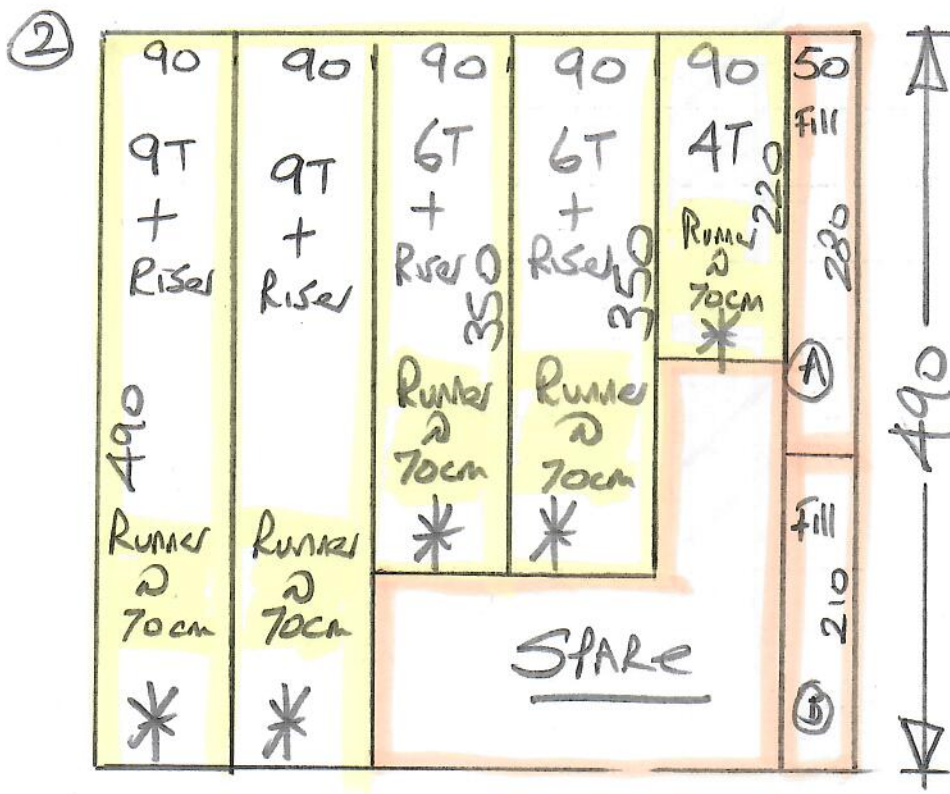 2
90
9T
+
Riser
490
Runner
@
70cm
*
90
9T
+
Riser
Runner
@
70cm
*
90
6T
+
Riser
350
Runner
@
70cm
*
90
6T
+
Riser
350
Runner
@
70cm
*
90
4T
220
Runner
@
70cm
*
SPARE
50
Fill
280
A
Fill
210
B
490